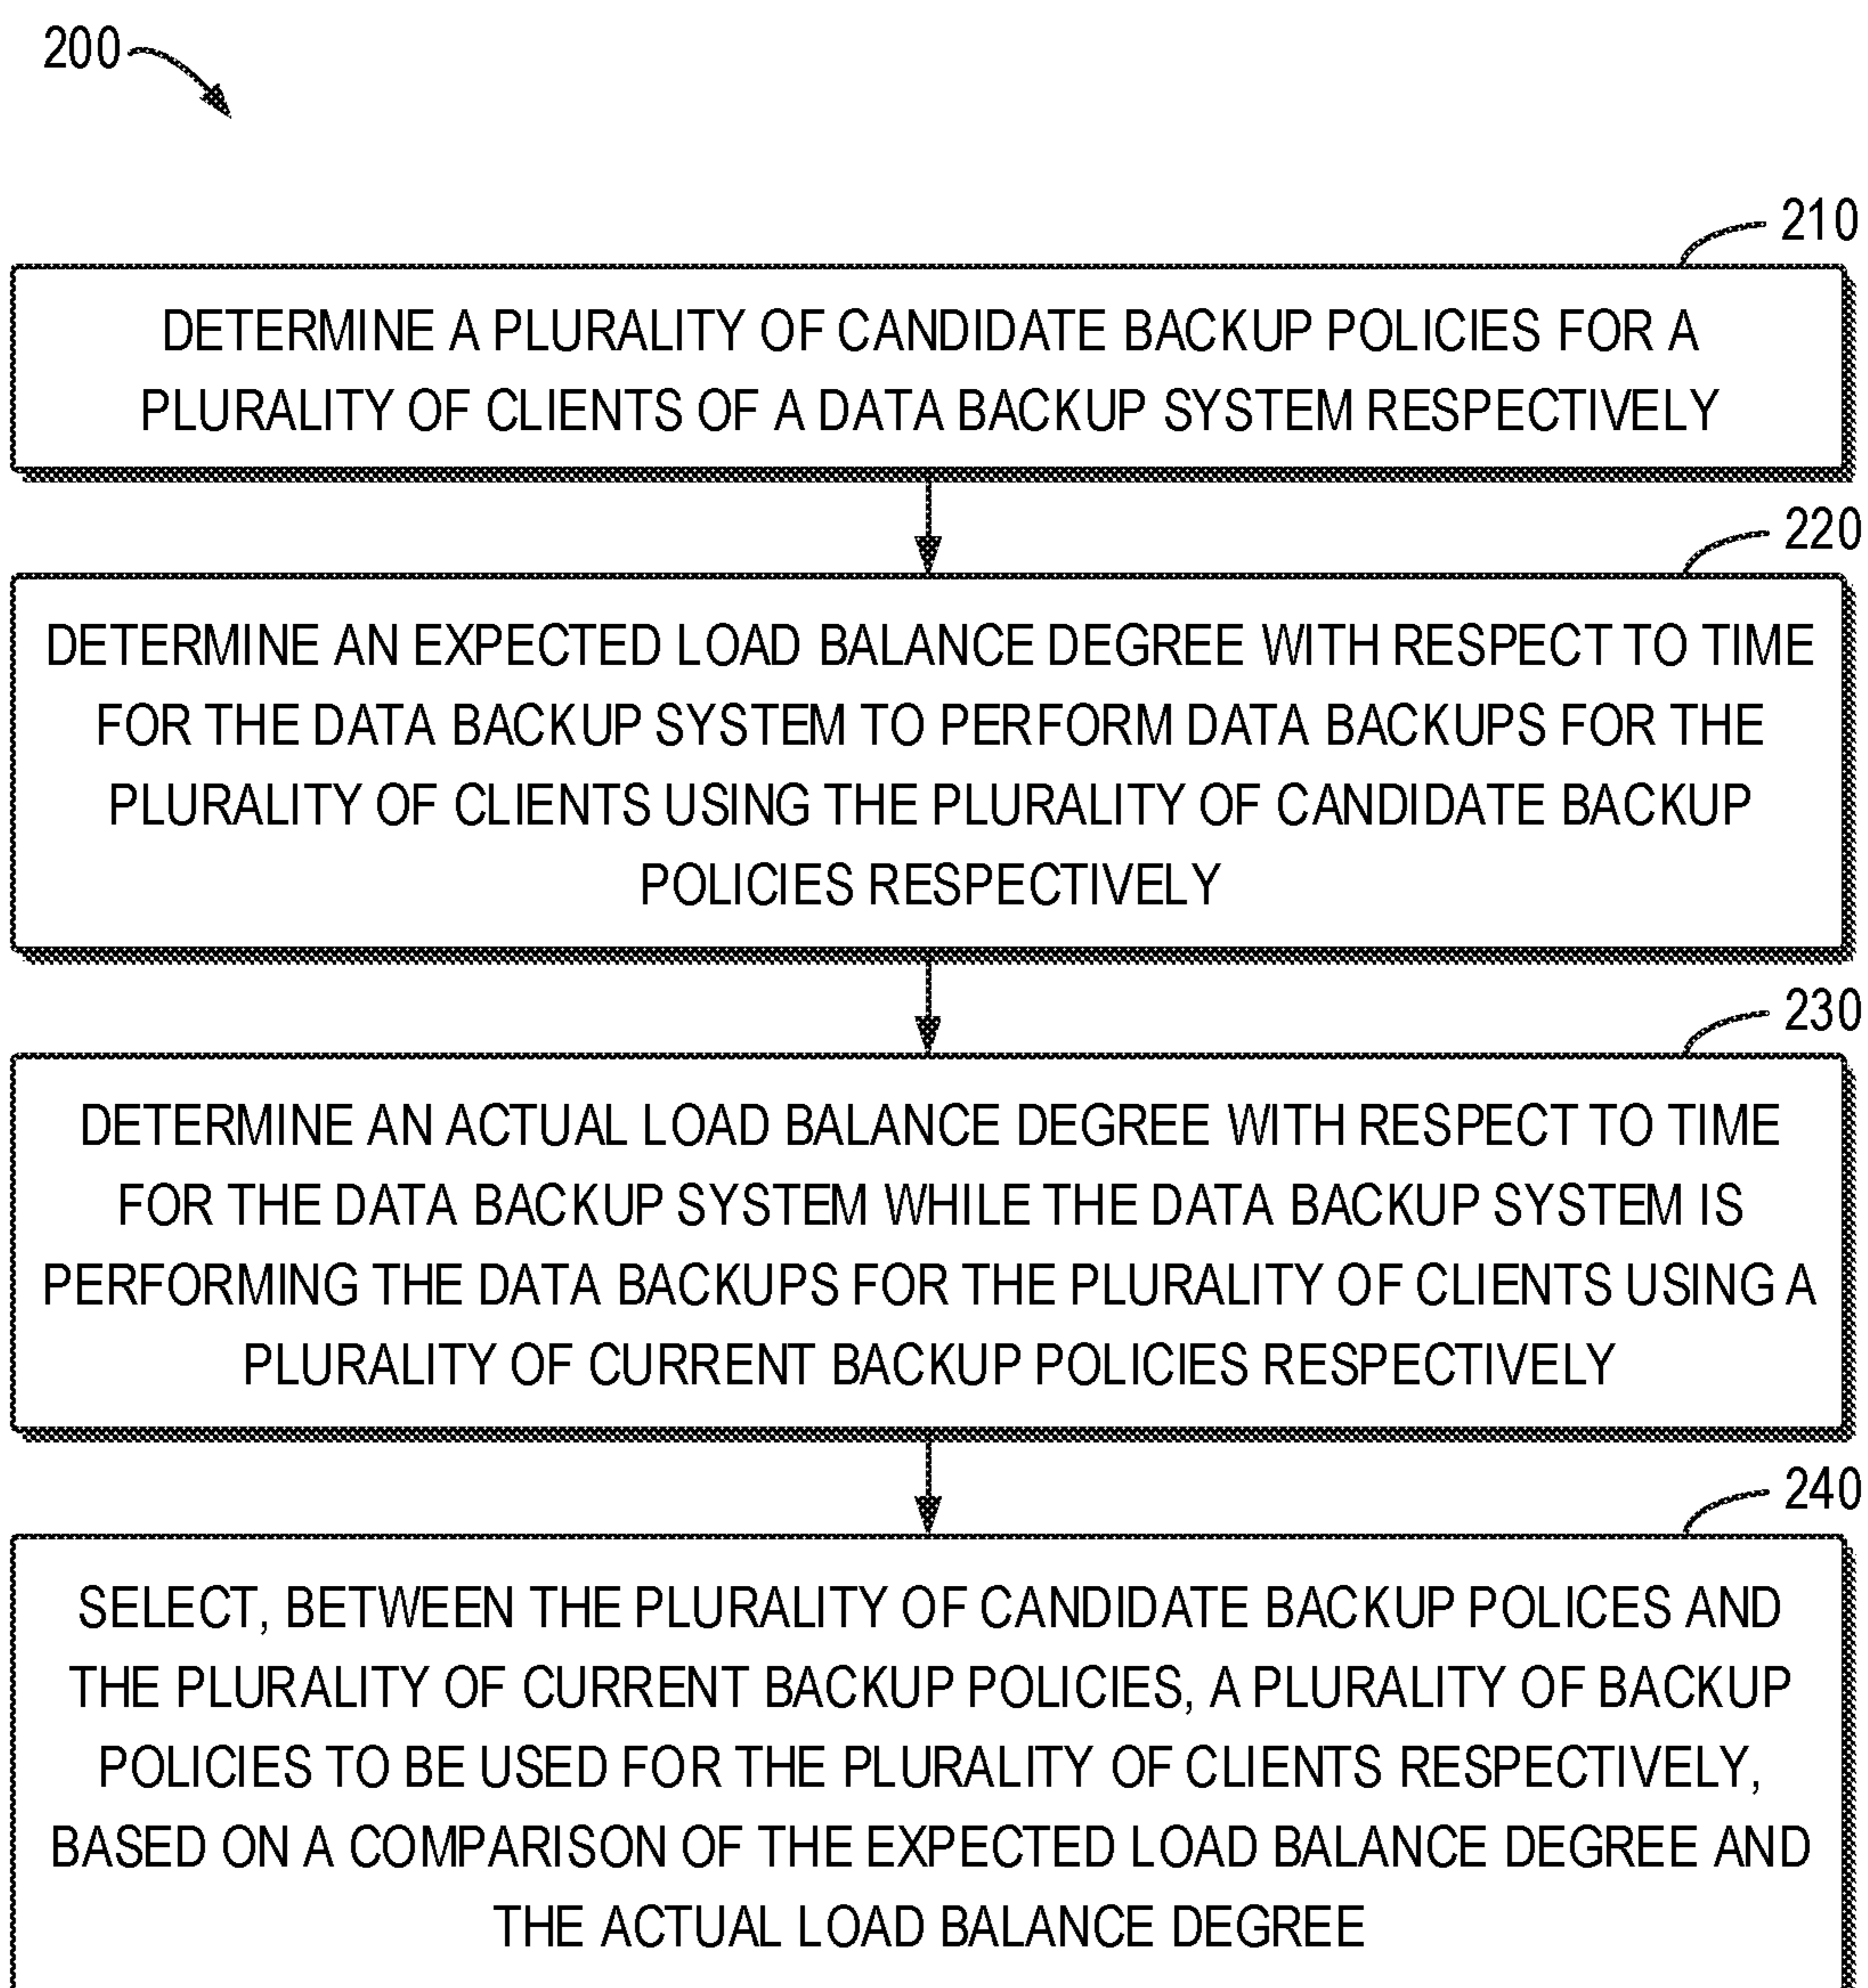 200
210
DETERMINE A PLURALITY OF CANDIDATE BACKUP POLICIES FOR A
PLURALITY OF CLIENTS OF A DATA BACKUP SYSTEM RESPECTIVELY
220
DETERMINE AN EXPECTED LOAD BALANCE DEGREE WITH RESPECT TO TIME
FOR THE DATA BACKUP SYSTEM TO PERFORM DATA BACKUPS FOR THE
PLURALITY OF CLIENTS USING THE PLURALITY OF CANDIDATE BACKUP
POLICIES RESPECTIVELY
230
DETERMINE AN ACTUAL LOAD BALANCE DEGREE WITH RESPECT TO TIME
FOR THE DATA BACKUP SYSTEM WHILE THE DATA BACKUP SYSTEM IS
PERFORMING THE DATA BACKUPS FOR THE PLURALITY OF CLIENTS USING A
PLURALITY OF CURRENT BACKUP POLICIES RESPECTIVELY
240
SELECT, BETWEEN THE PLURALITY OF CANDIDATE BACKUP POLICES AND
THE PLURALITY OF CURRENT BACKUP POLICIES, A PLURALITY OF BACKUP
POLICIES TO BE USED FOR THE PLURALITY OF CLIENTS RESPECTIVELY,
BASED ON A COMPARISON OF THE EXPECTED LOAD BALANCE DEGREE AND
THE ACTUAL LOAD BALANCE DEGREE